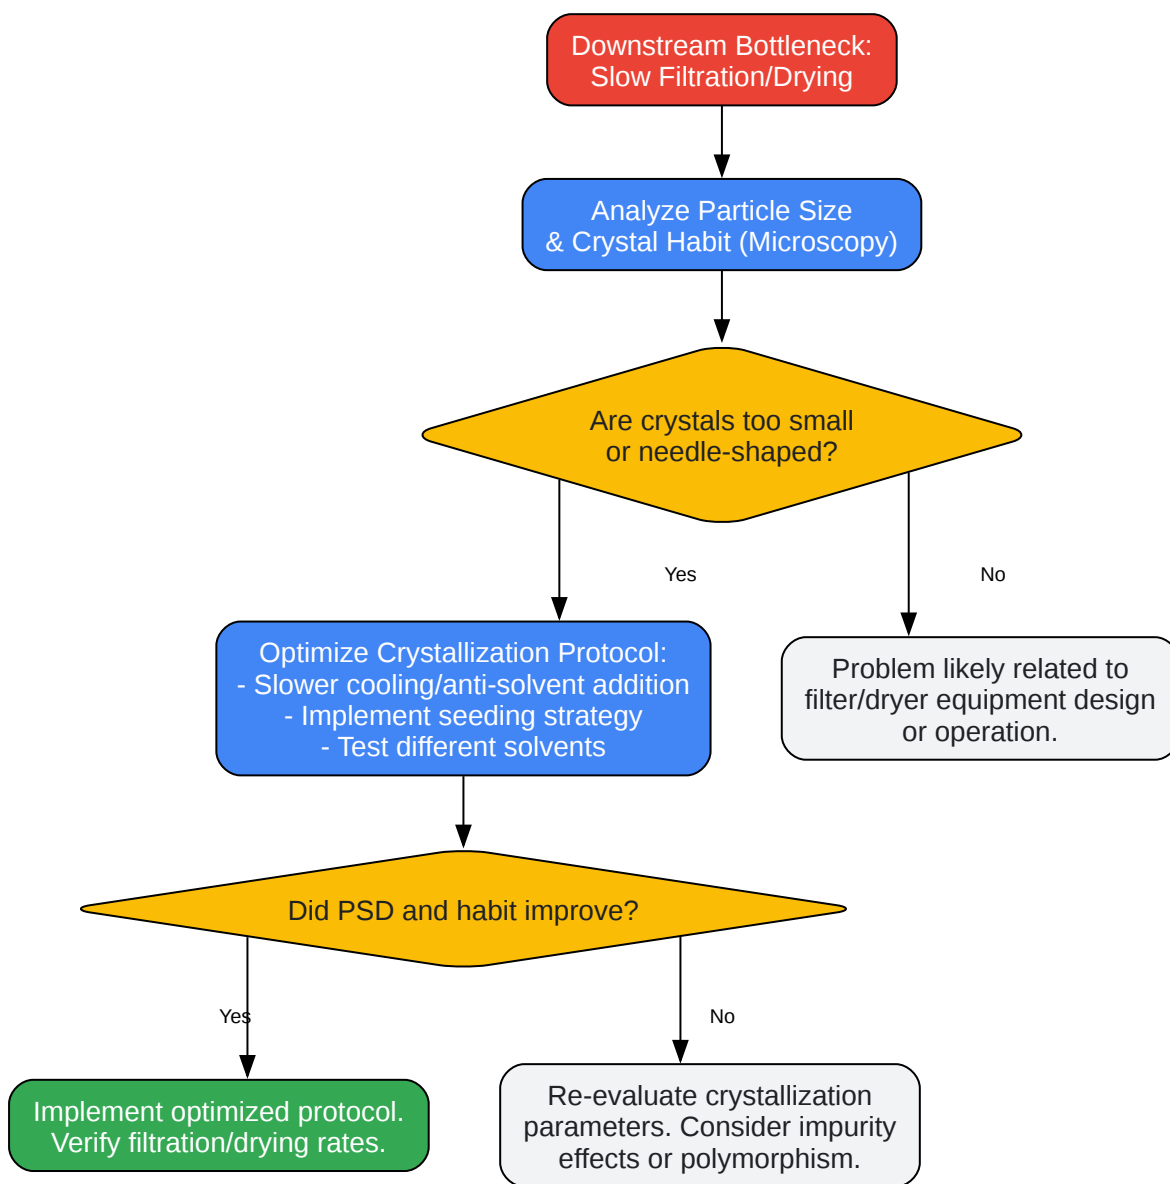 Downstream Bottleneck:
Slow Filtration/Drying
Analyze Particle Size
& Crystal Habit (Microscopy)
Are crystals too small
or needle-shaped?
Yes
No
Optimize Crystallization Protocol:
- Slower cooling/anti-solvent addition
- Implement seeding strategy
- Test different solvents
Problem likely related to
filter/dryer equipment design
or operation.
Did PSD and habit improve?
Yes
No
Implement optimized protocol.
Verify filtration/drying rates.
Re-evaluate crystallization
parameters. Consider impurity
effects or polymorphism.